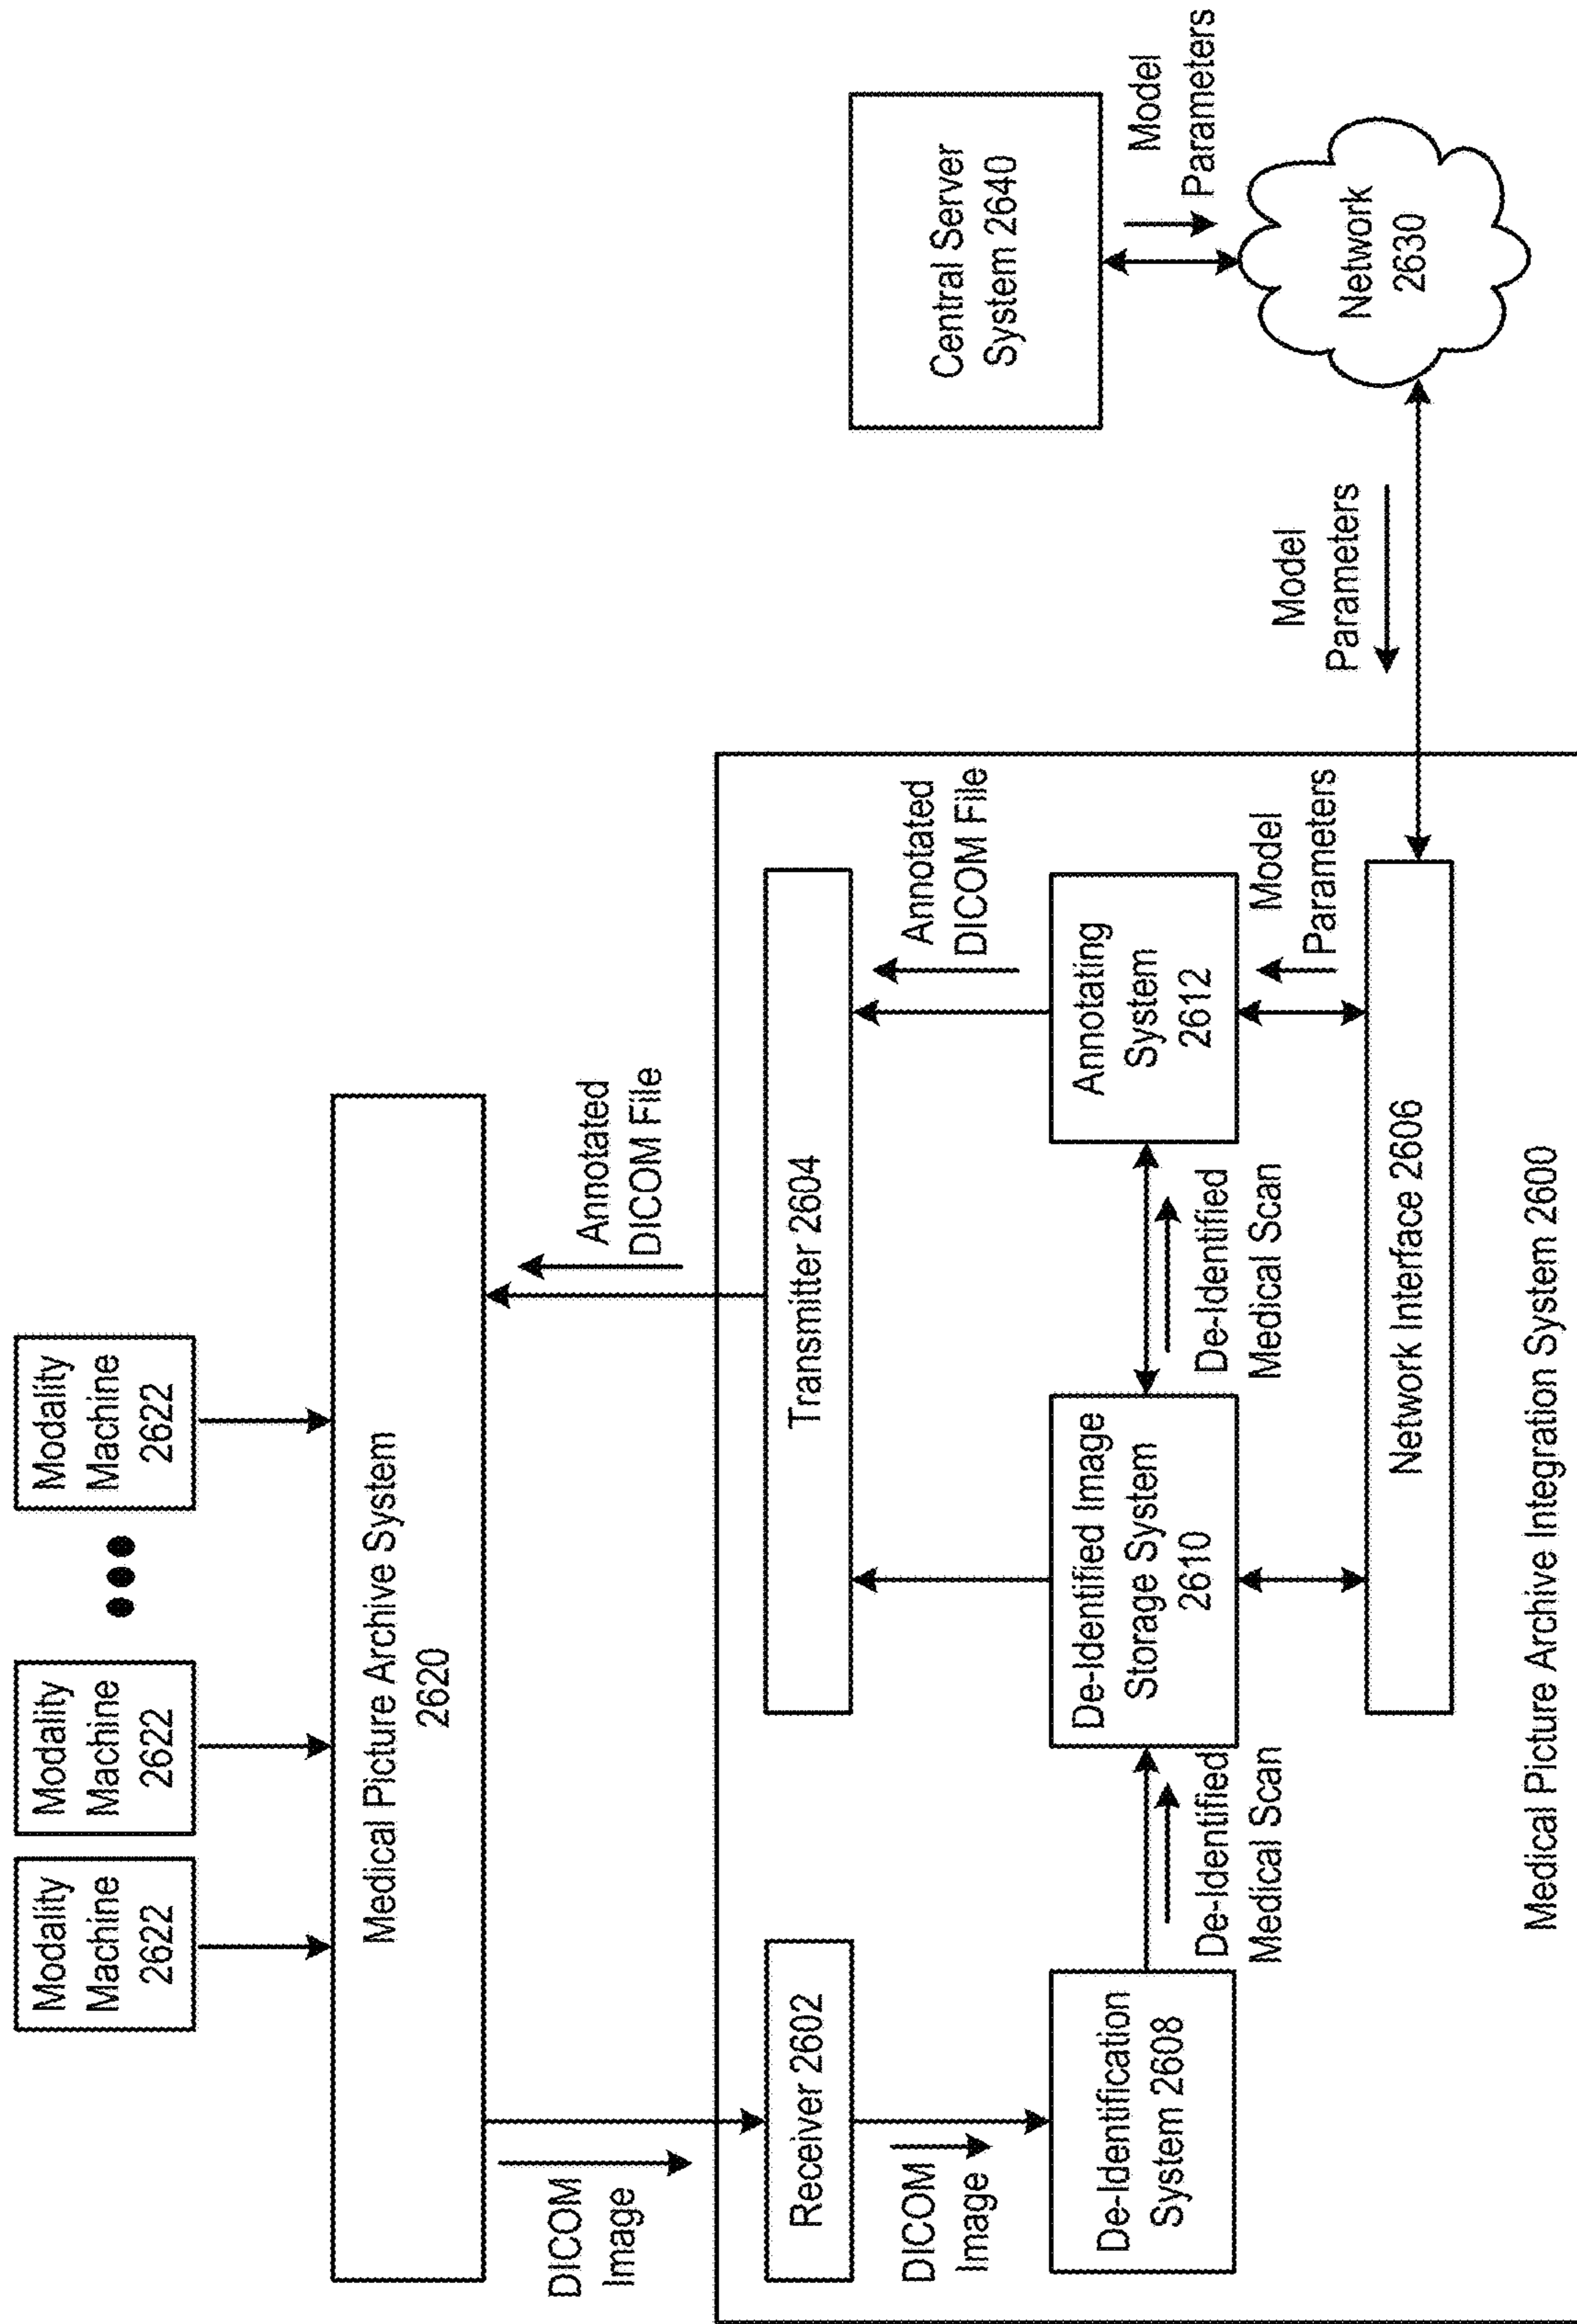 Modality
Machine
2622
Modality
Machine
2622
Modality
Machine
2622
Medical Picture Archive System
2620
DICOM
Image
Annotated
DICOM File
Receiver 2602
Transmitter 2604
DICOM
Image
Annotated
DICOM File
De-Identification
System 2608
De-Identified
Medical Scan
De-Identified Image
Storage System
2610
De-Identified
Medical Scan
Annotating
System
2612
Model
Parameters
Network Interface 2606
Medical Picture Archive Integration System 2600
Model
Parameters
Central Server
System 2640
Model
Parameters
Network
2630